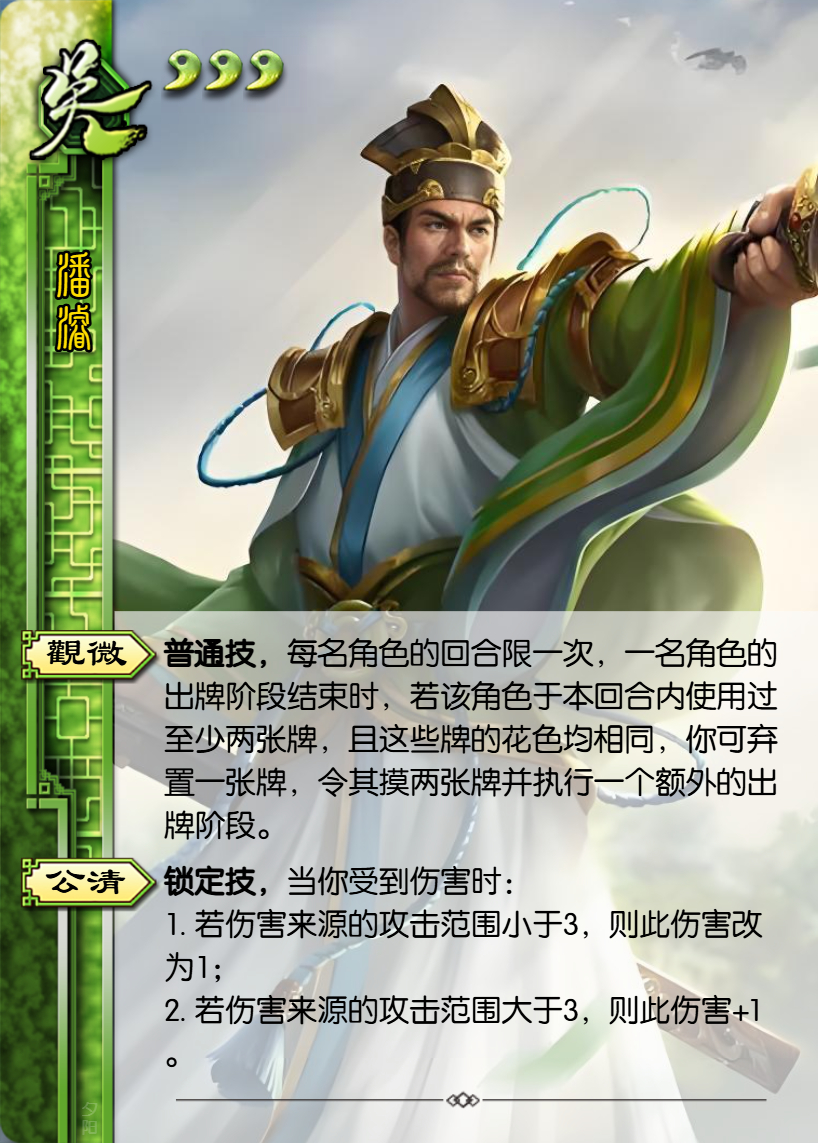 吴
潘
濬
觀微
普通技，每名角色的回合限一次，一名角色的
出牌阶段结束时，若该角色于本回合内使用过
至少两张牌，且这些牌的花色均相同，你可弃
置一张牌，令其摸两张牌并执行一个额外的出
牌阶段。
公清
锁定技，当你受到伤害时：
1. 若伤害来源的攻击范围小于3，则此伤害改
为1；
2. 若伤害来源的攻击范围大于3，则此伤害+1
。
夕
阳